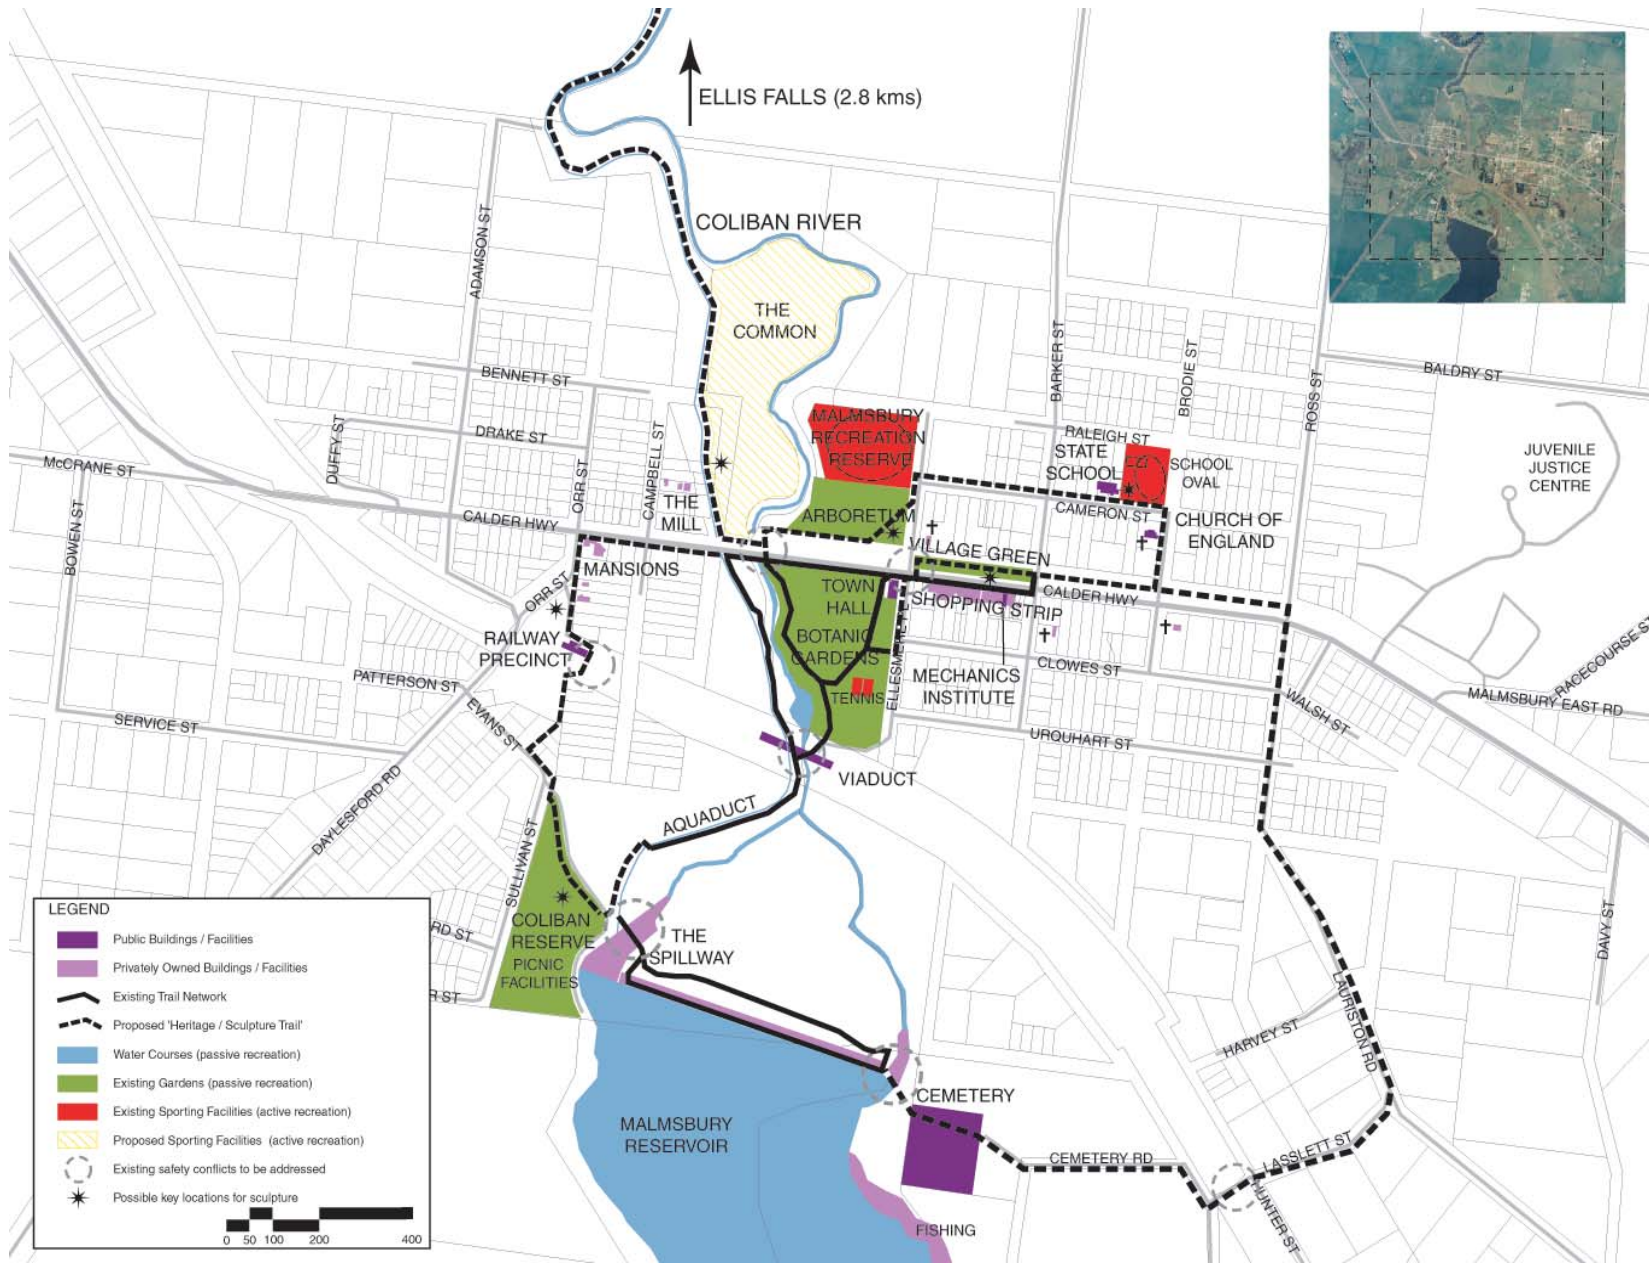 ELLIS FALLS (2.8 kms)
COLIBAN RIVER
ADAMSON ST
THE
COMMON
BARKER ST
BRODIE ST
ROSS ST
BALDRY ST
BENNETT ST
DUFFY ST
DRAKE ST
ORR ST
CAMPBELL ST
MALMSBURY
RECREATION
RESERVE
RALEIGH ST
STATE
SCHOOL
SCHOOL
OVAL
JUVENILE
JUSTICE
CENTRE
McCRANE ST
BOWEN ST
CALDER HWY
THE
MILL
ARBORETUM
CAMERON ST
CHURCH OF
ENGLAND
VILLAGE GREEN
MANSIONS
ORR ST
TOWN
HALL
SHOPPING STRIP
CALDER HWY
RAILWAY
PRECINCT
BOTANIC
GARDENS
TENNIS
MECHANICS
INSTITUTE
CLOWES ST
WALSH ST
RACECOURSE ST
MALMSBURY EAST RD
PATTERSON ST
EVANS ST
SERVICE ST
URQUHART ST
VIADUCT
AQUADUCT
DAYLESFORD RD
SULLIVAN ST
COLIBAN
RESERVE
PICNIC
FACILITIES
THE
SPILLWAY
RD ST
R ST
DAVY ST
LAURISTON RD
HARVEY ST
CEMETERY
MALMSBURY
RESERVOIR
CEMETERY RD
LASSLETT ST
HUNTER ST
FISHING
LEGEND
Public Buildings / Facilities
Privately Owned Buildings / Facilities
Existing Trail Network
Proposed 'Heritage / Sculpture Trail'
Water Courses (passive recreation)
Existing Gardens (passive recreation)
Existing Sporting Facilities (active recreation)
Proposed Sporting Facilities (active recreation)
Existing safety conflicts to be addressed
Possible key locations for sculpture
0 50 100 200 400